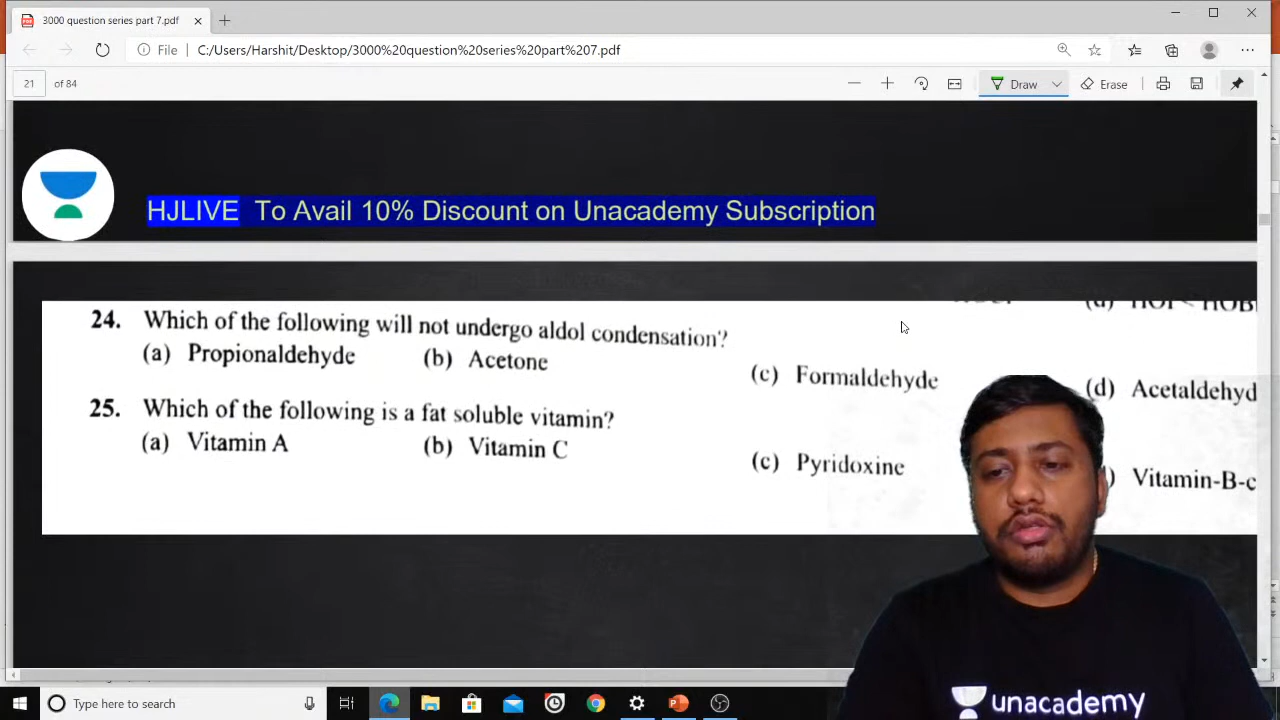 3000 question series part 7.pdf
File C:/Users/Harshit/Desktop/3000%20question%20series%20part%207.pdf
21 of 84
Draw
Erase
HJLIVE To Avail 10% Discount on Unacademy Subscription
24. Which of the following will not undergo aldol condensation?
(a) Propionaldehyde (b) Acetone (c) Formaldehyde (d) Acetaldehyd
25. Which of the following is a fat soluble vitamin?
(a) Vitamin A (b) Vitamin C (c) Pyridoxine ) Vitamin-B-c
unacademy
Type here to search